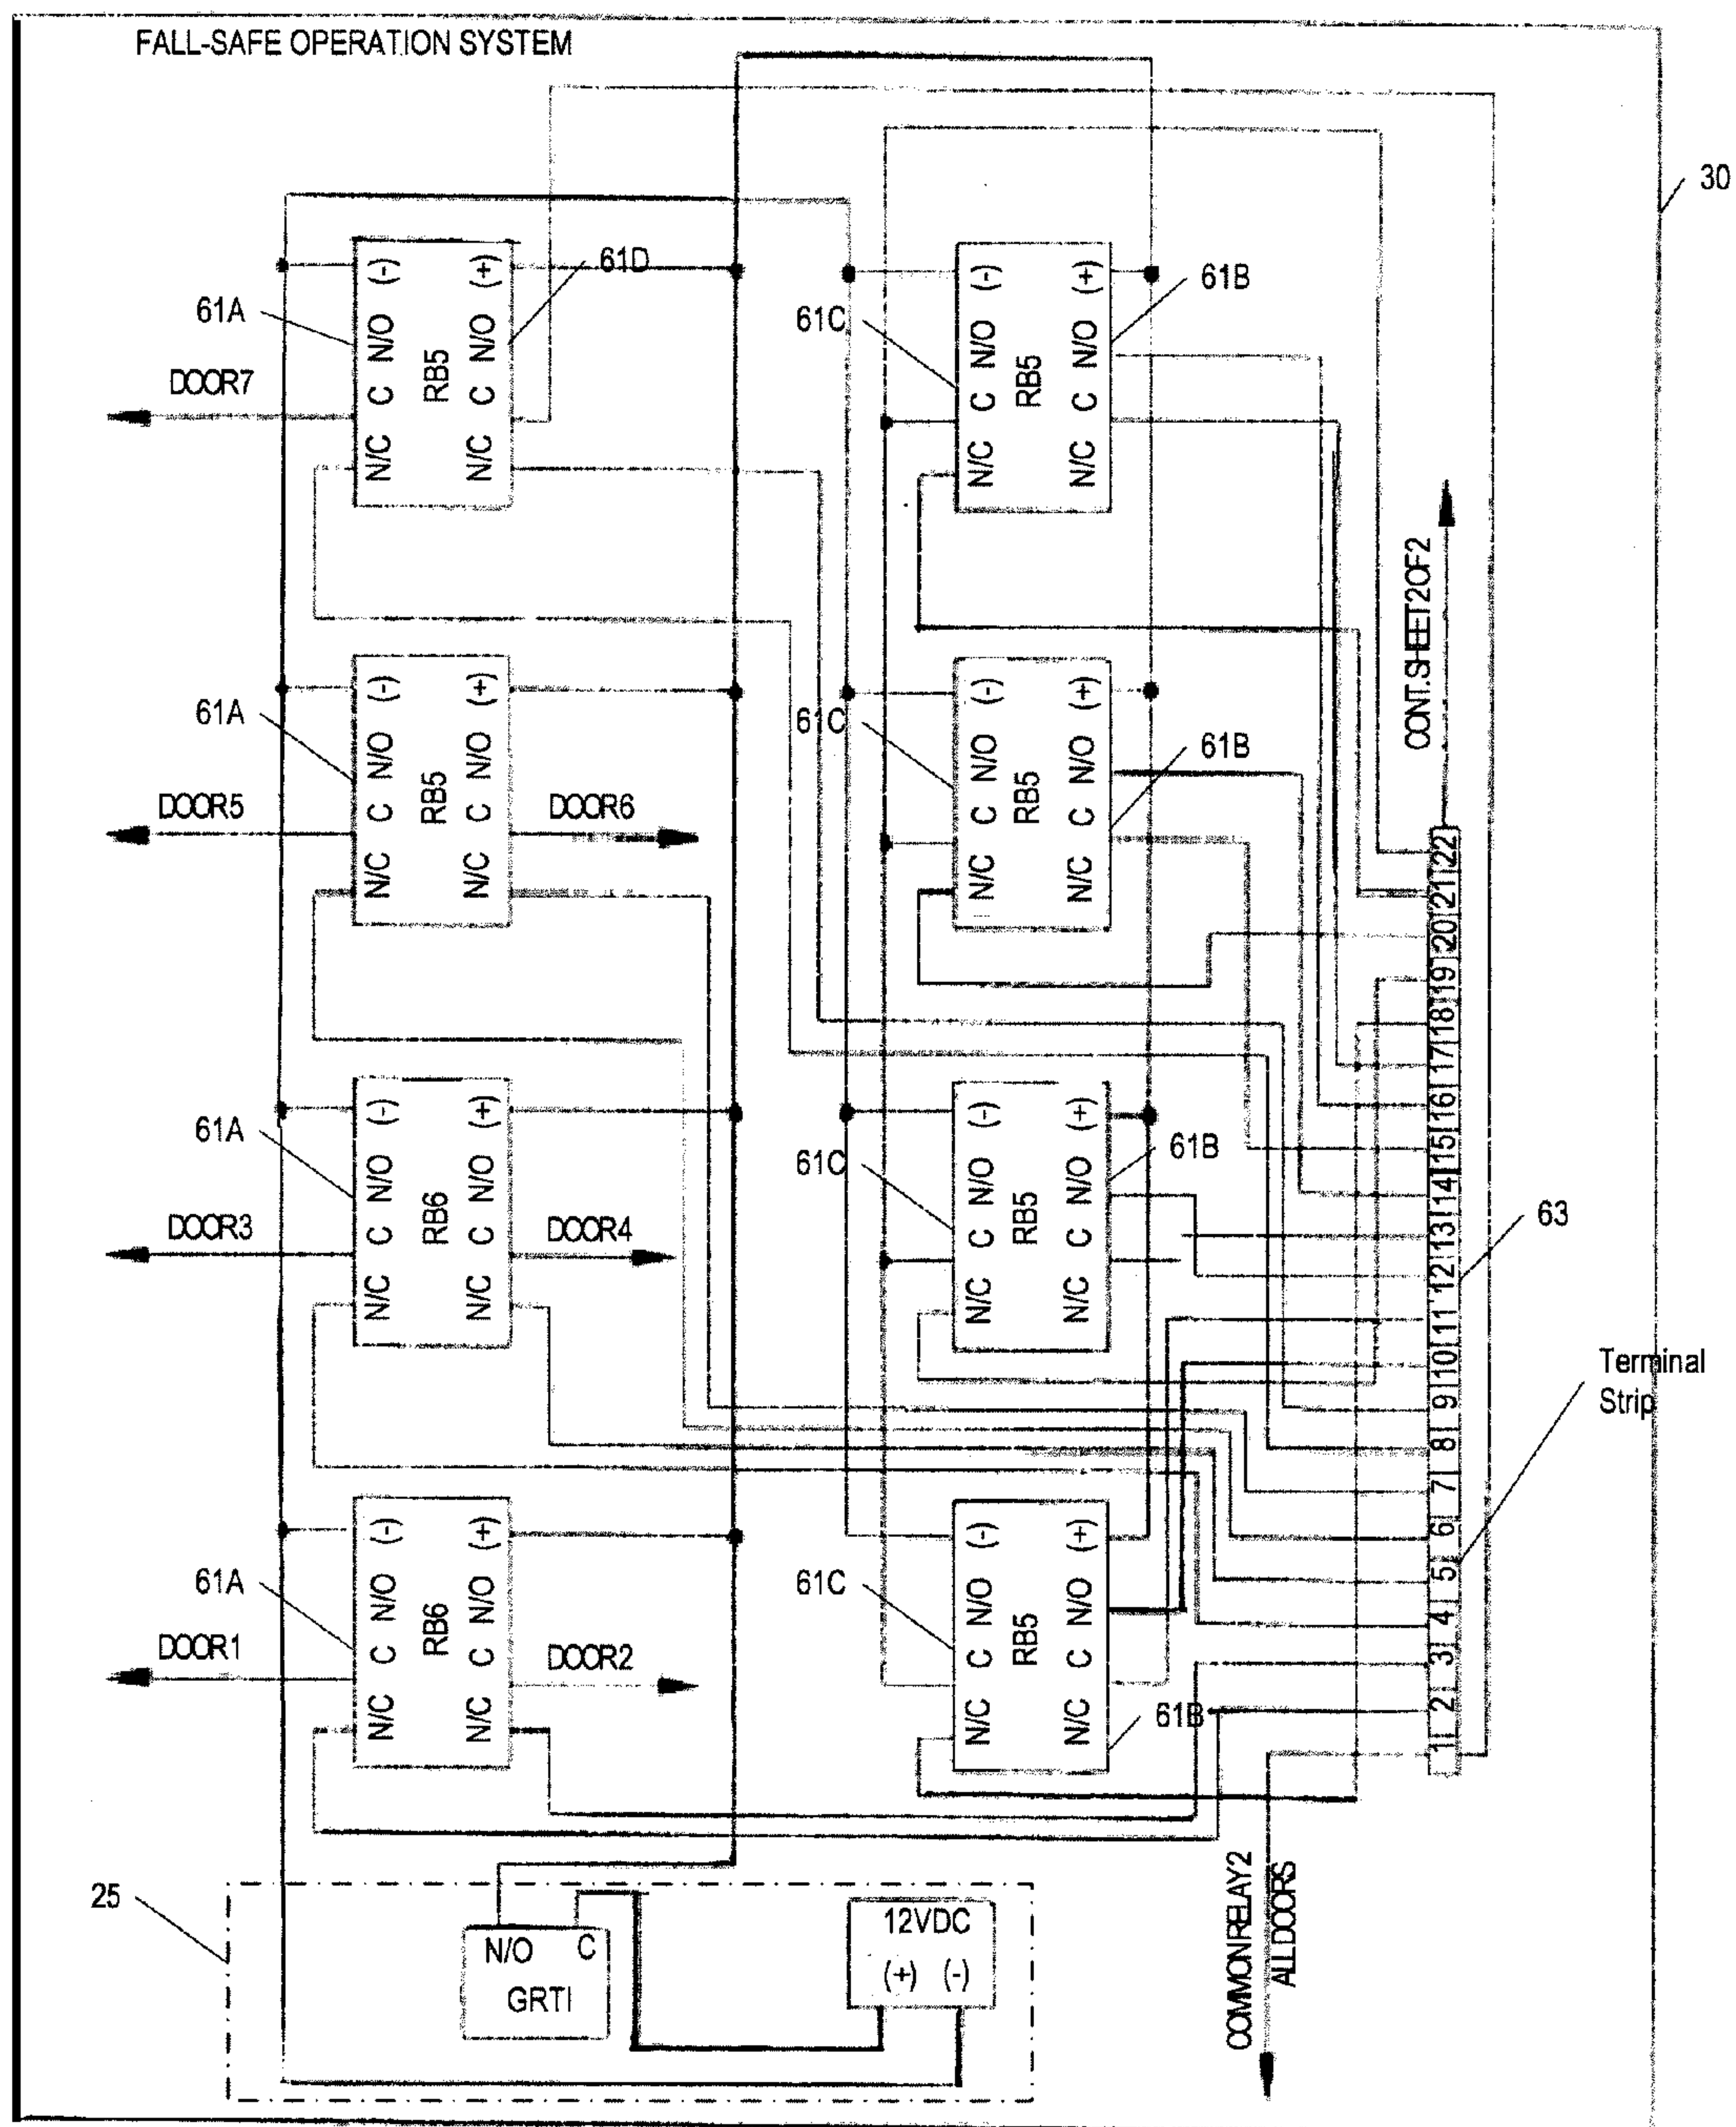 FALL-SAFE OPERATION SYSTEM
30
61A
(-)
N/O
C
N/C
RB5
(+)
N/O
C
N/C
61D
DOOR7
61C
(-)
N/O
C
N/C
RB5
(+)
N/O
C
N/C
61B
61A
(-)
N/O
C
N/C
RB5
(+)
N/O
C
N/C
DOOR5
DOOR6
61C
(-)
N/O
C
N/C
RB5
(+)
N/O
C
N/C
61B
CONT.SHEET2OF2
61A
(-)
N/O
C
N/C
RB6
(+)
N/O
C
N/C
DOOR3
DOOR4
61C
(-)
N/O
C
N/C
RB5
(+)
N/O
C
N/C
61B
61A
(-)
N/O
C
N/C
RB6
(+)
N/O
C
N/C
DOOR1
DOOR2
61C
(-)
N/O
C
N/C
RB5
(+)
N/O
C
N/C
61B
1 2 3 4 5 6 7 8 9 10 11 12 13 14 15 16 17 18 19 20 21 22
63
Terminal
Strip
COMMONRELAY2
ALLDOORS
25
N/O C
GRTI
12VDC
(+) (-)